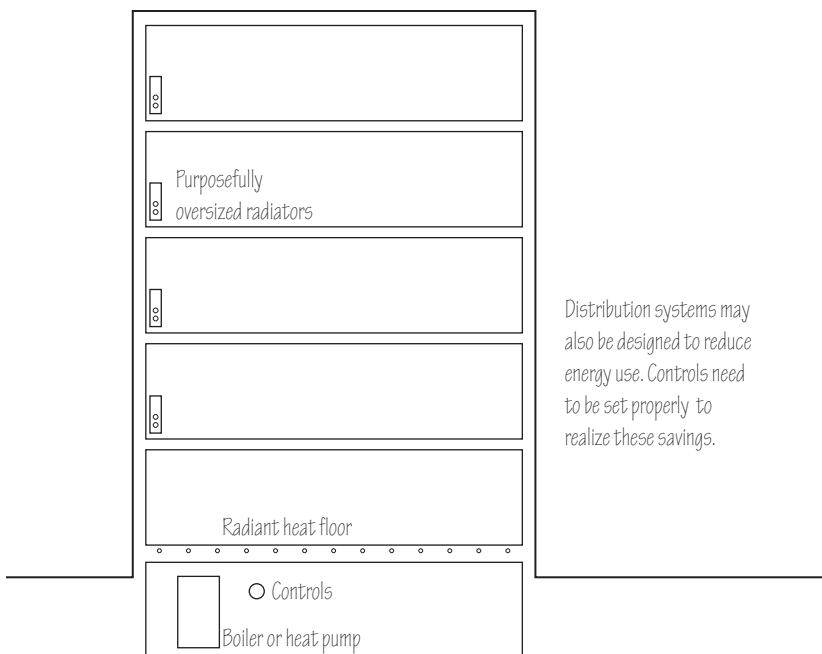 Purposefully
oversized radiators
Distribution systems may
also be designed to reduce
energy use. Controls need
to be set properly to
realize these savings.
Radiant heat floor
Controls
Boiler or heat pump